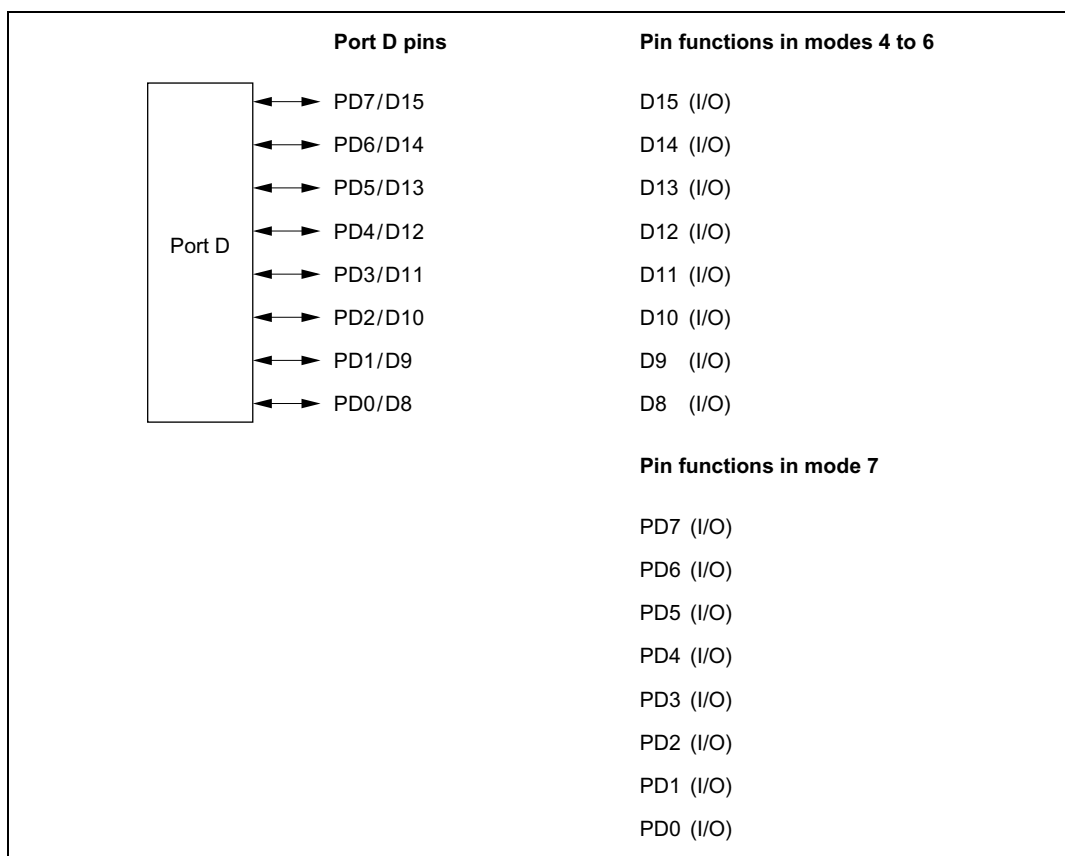 Port D pins Pin functions in modes 4 to 6
PD7/D15 D15 (I/O)
PD6/D14 D14 (I/O)
PD5/D13 D13 (I/O)
PD4/D12 D12 (I/O)
Port D
PD3/D11 D11 (I/O)
PD2/D10 D10 (I/O)
PD1/D9 D9 (I/O)
PD0/D8 D8 (I/O)
Pin functions in mode 7
PD7 (I/O)
PD6 (I/O)
PD5 (I/O)
PD4 (I/O)
PD3 (I/O)
PD2 (I/O)
PD1 (I/O)
PD0 (I/O)